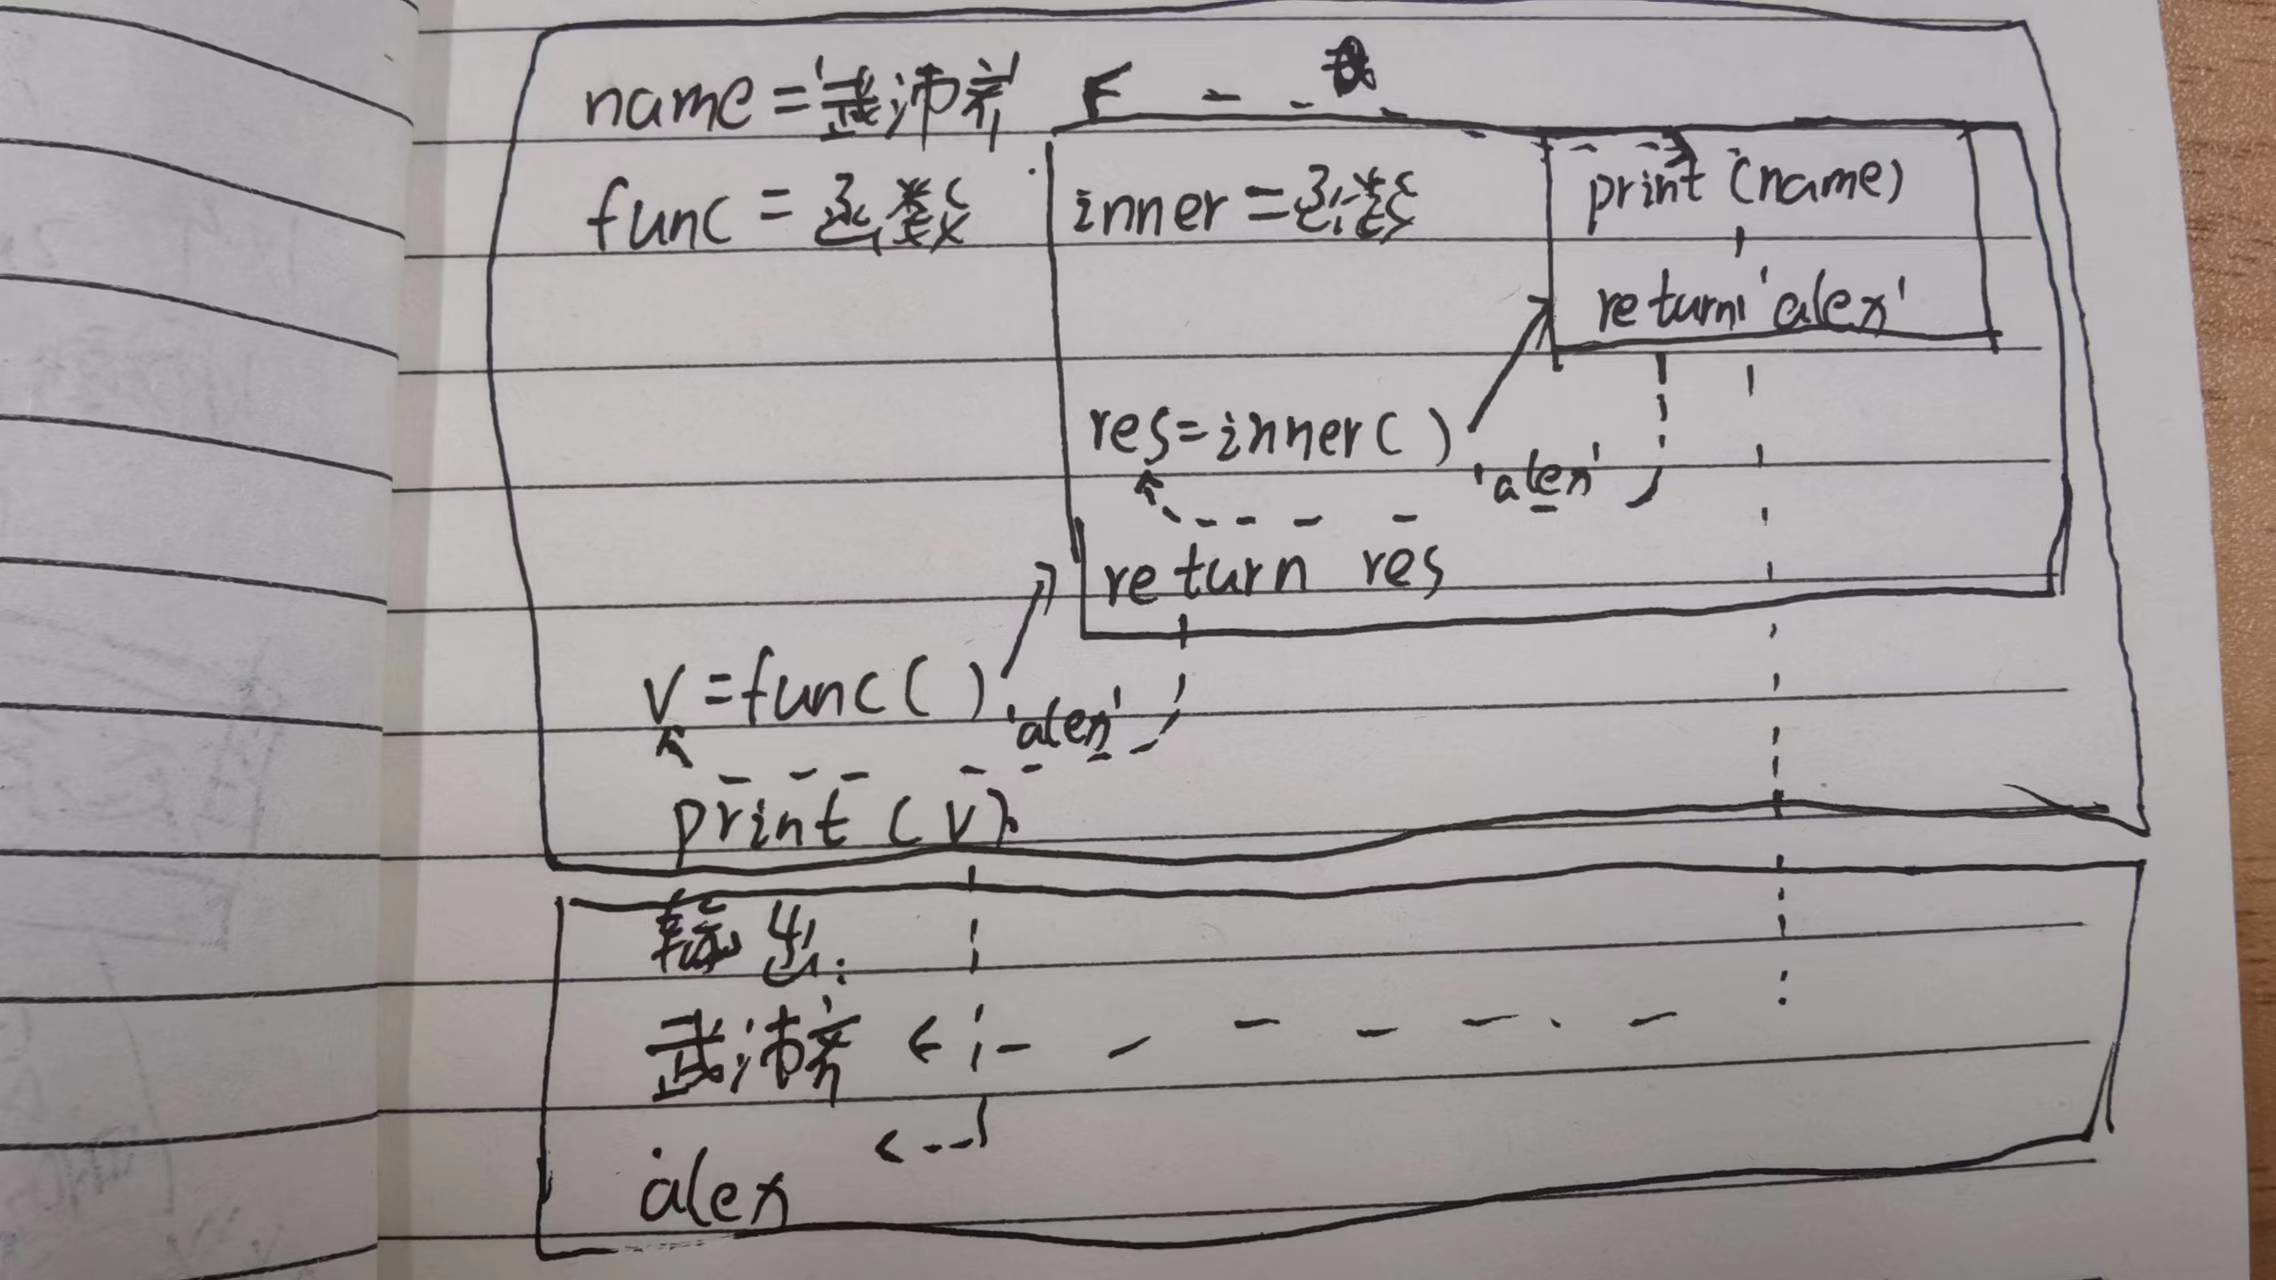 name='武沛齐'
func=函数
inner=函数
print(name)
return 'alex'
res=inner()
'alex'
return res
v=func()
'alex'
print(v)
输出:
武沛齐
alex